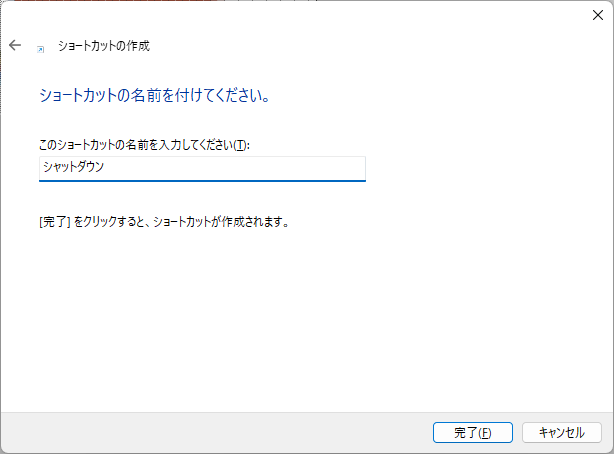 ショートカットの作成
ショートカットの名前を付けてください。
このショートカットの名前を入力してください(T):
シャットダウン
[完了] をクリックすると、ショートカットが作成されます。
完了(F)
キャンセル